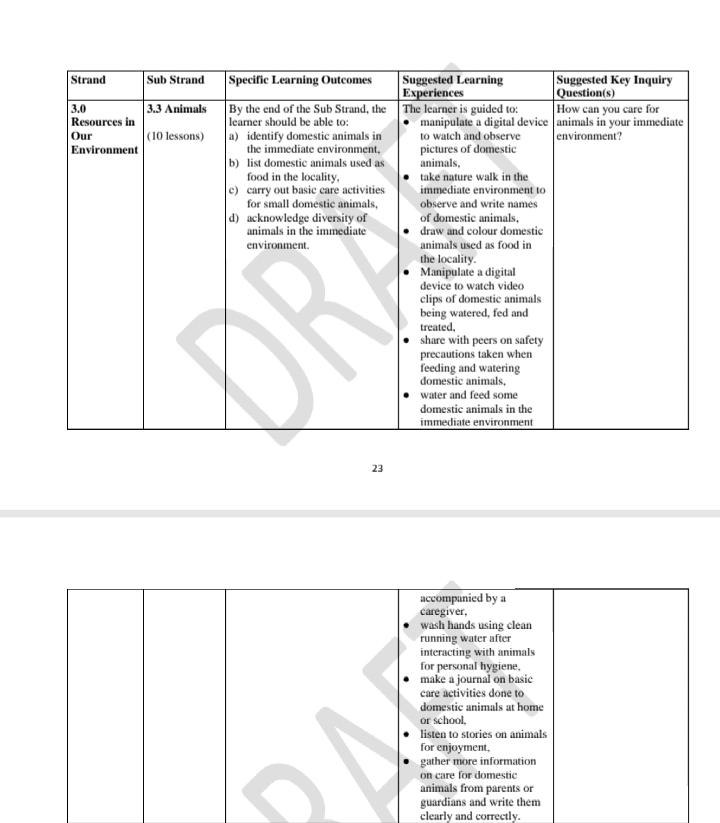 Strand
Sub Strand
Specific Learning Outcomes
Suggested Learning
Experiences
Suggested Key Inquiry
Question(s)
3.0
Resources in
Our
Environment
3.3 Animals
(10 lessons)
By the end of the Sub Strand, the
learner should be able to:
a) identify domestic animals in
the immediate environment,
b) list domestic animals used as
food in the locality,
c) carry out basic care activities
for small domestic animals,
d) acknowledge diversity of
animals in the immediate
environment.
The learner is guided to:
● manipulate a digital device
to watch and observe
pictures of domestic
animals,
● take nature walk in the
immediate environment to
observe and write names
of domestic animals,
● draw and colour domestic
animals used as food in
the locality.
● Manipulate a digital
device to watch video
clips of domestic animals
being watered, fed and
treated,
● share with peers on safety
precautions taken when
feeding and watering
domestic animals,
● water and feed some
domestic animals in the
immediate environment
How can you care for
animals in your immediate
environment?
DRAFT
23
accompanied by a
caregiver,
● wash hands using clean
running water after
interacting with animals
for personal hygiene,
● make a journal on basic
care activities done to
domestic animals at home
or school,
● listen to stories on animals
for enjoyment,
● gather more information
on care for domestic
animals from parents or
guardians and write them
clearly and correctly.
DRAFT